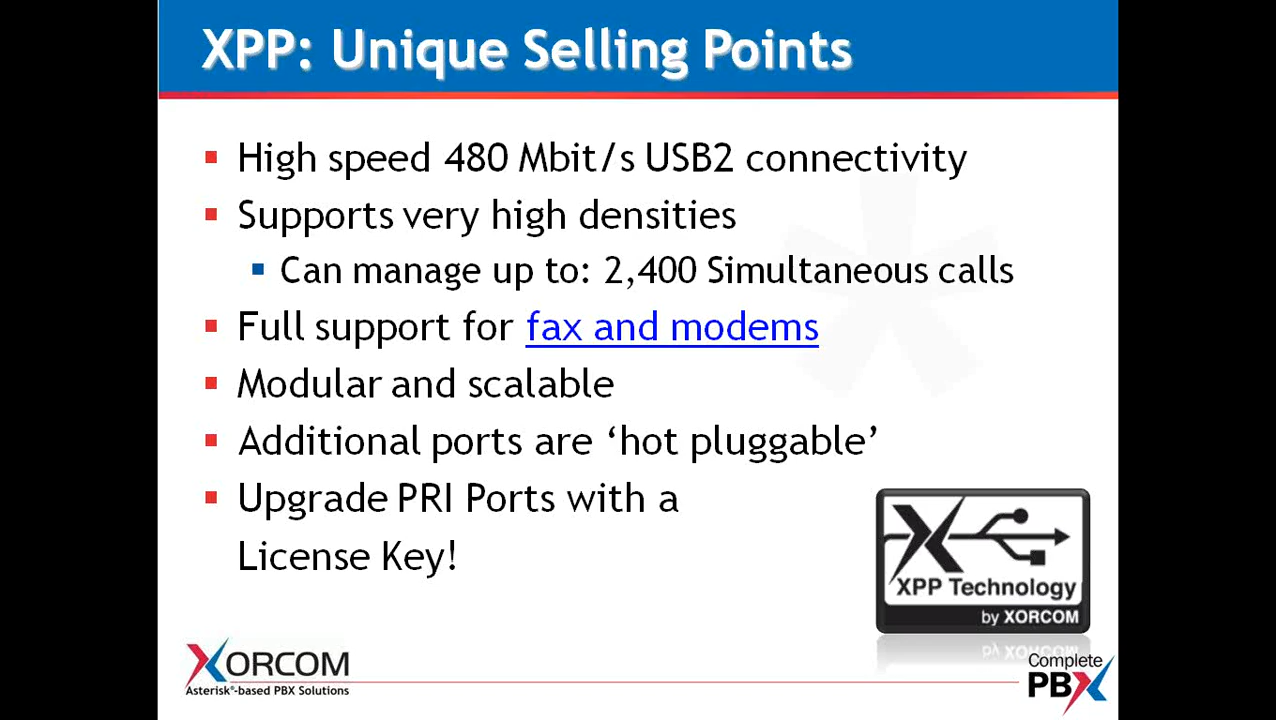 XPP: Unique Selling Points
High speed 480 Mbit/s USB2 connectivity
Supports very high densities
Can manage up to: 2,400 Simultaneous calls
Full support for fax and modems
Modular and scalable
Additional ports are ‘hot pluggable’
Upgrade PRI Ports with a
License Key!
XPP Technology
by XORCOM
XORCOM
Asterisk®-based PBX Solutions
Complete
PBX